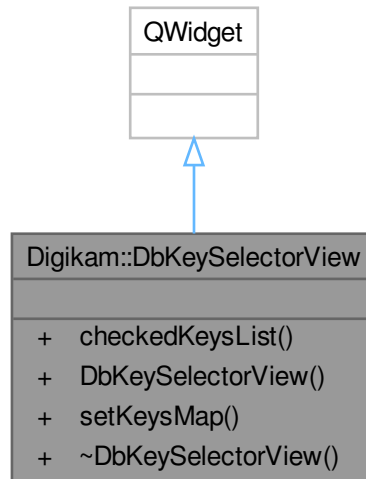 QWidget
Digikam::DbKeySelectorView
+ checkedKeysList()
+ DbKeySelectorView()
+ setKeysMap()
+ ~DbKeySelectorView()